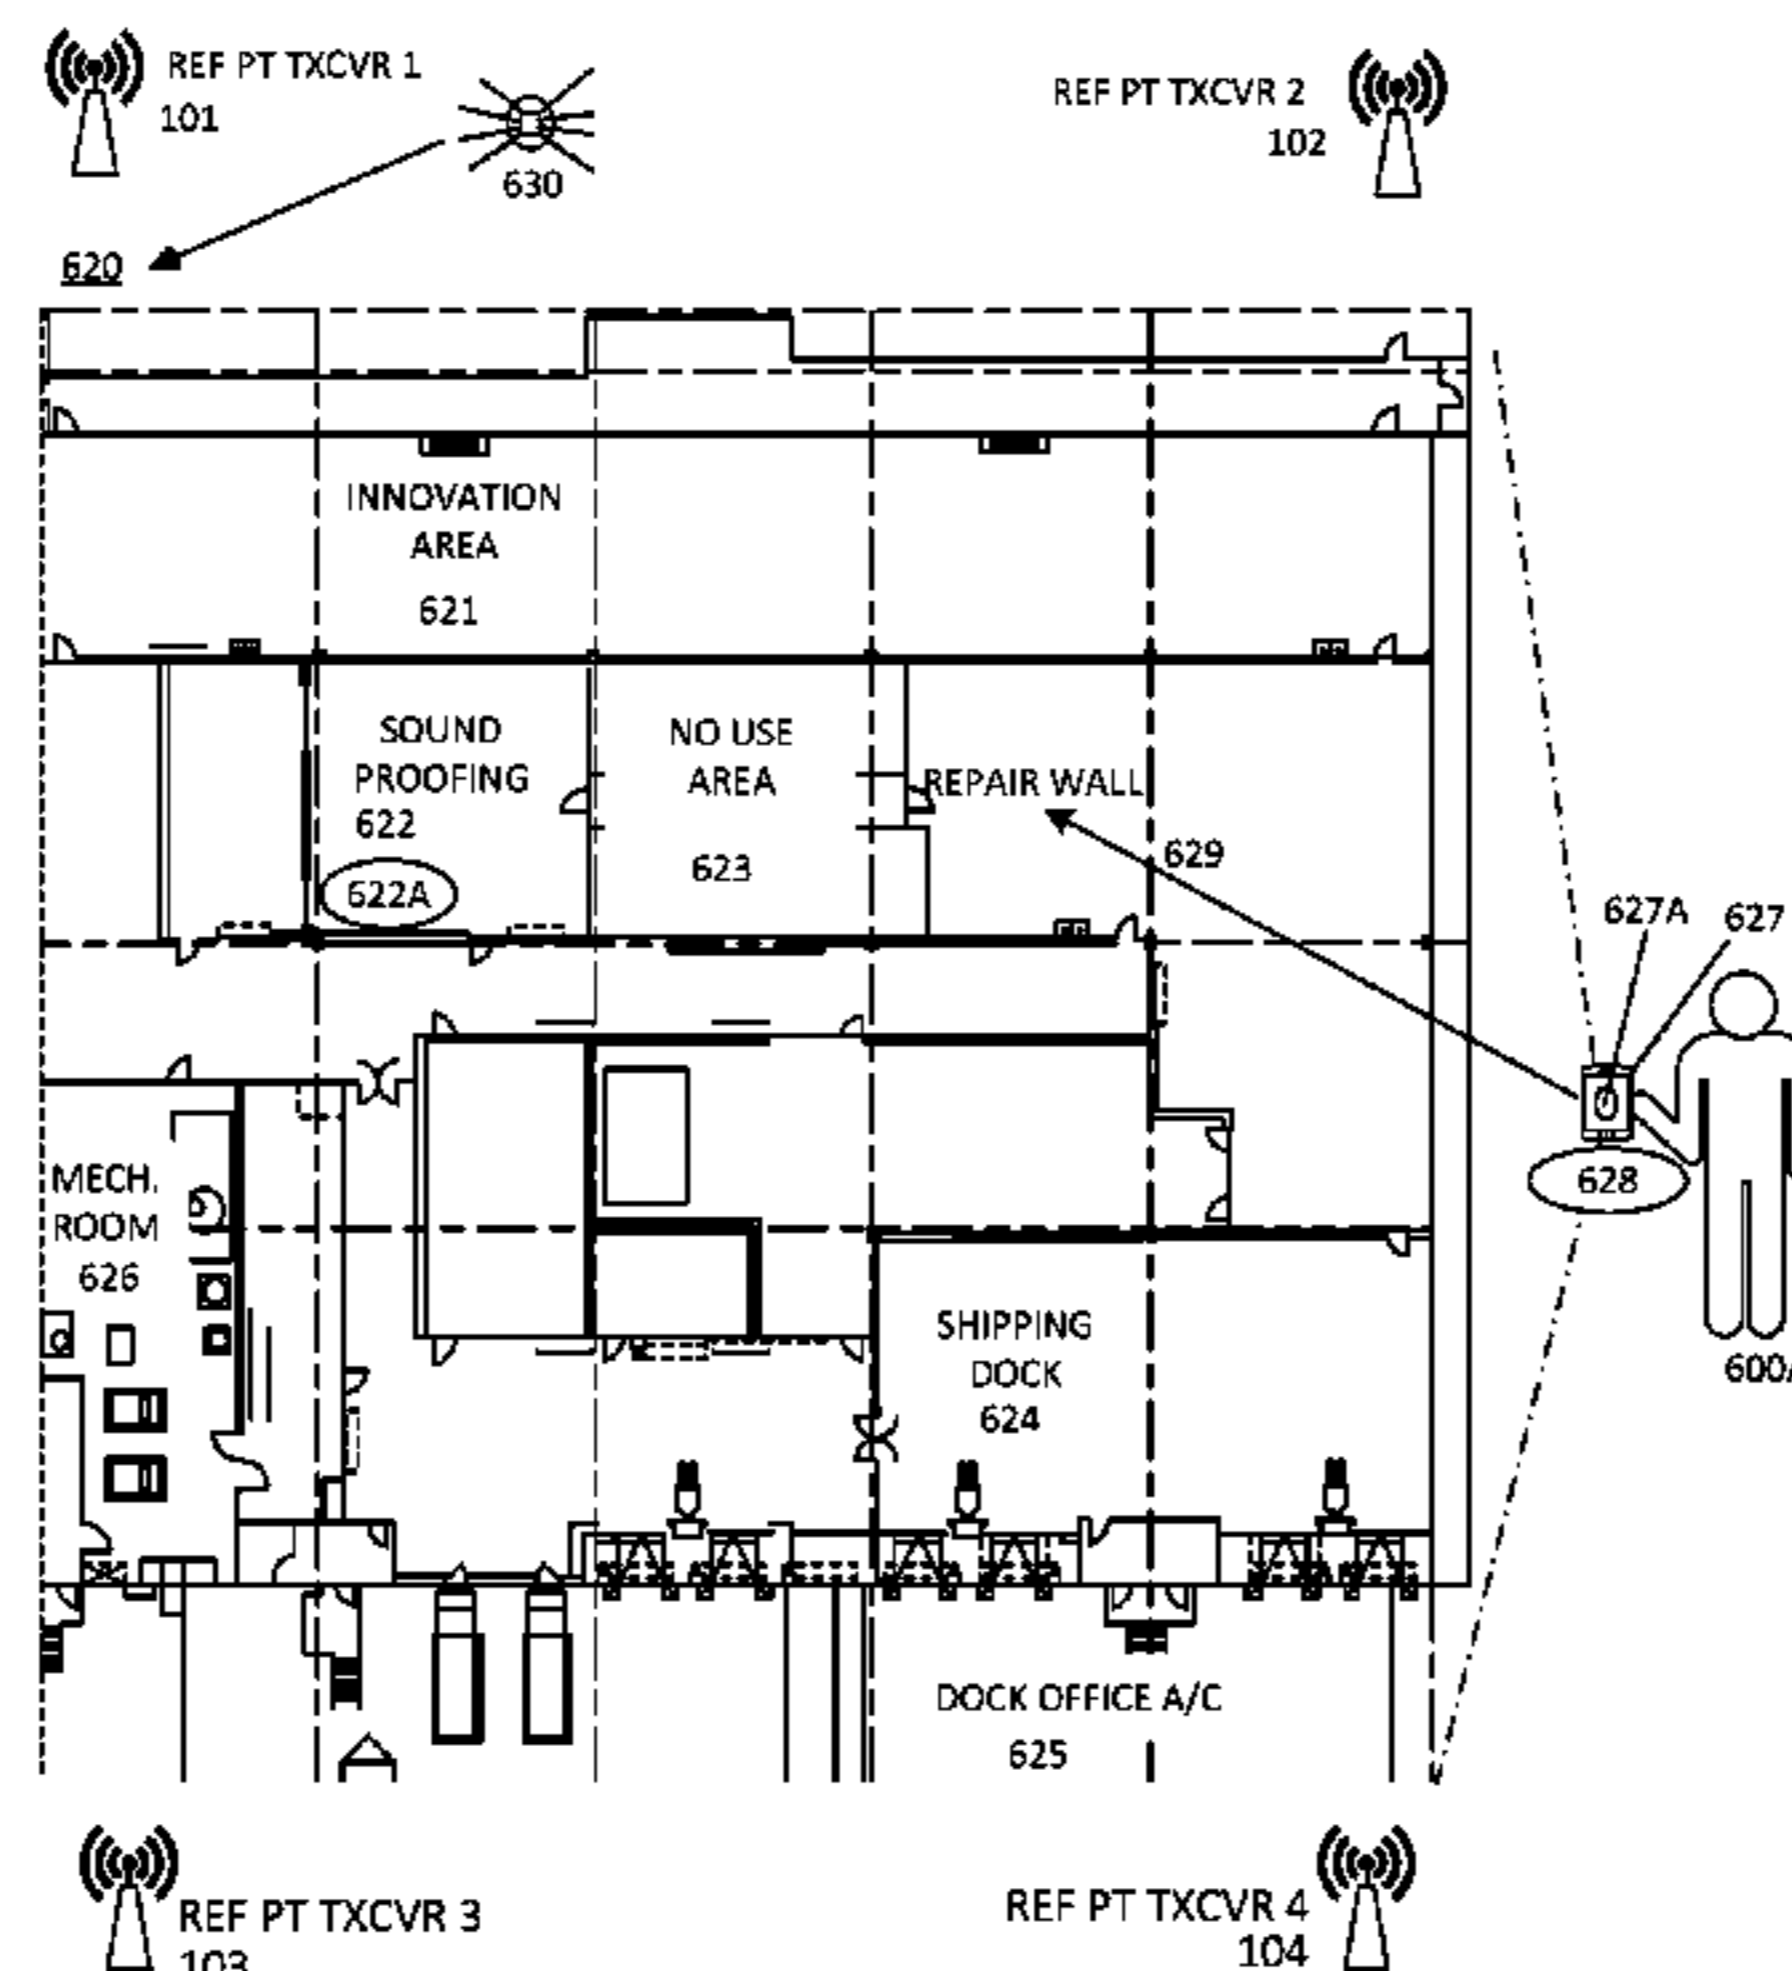 REF PT TXCVR 1
101
630
REF PT TXCVR 2
102
620
INNOVATION
AREA
621
SOUND
PROOFING
622
622A
NO USE
AREA
623
REPAIR WALL
629
627A
627
628
600A
MECH.
ROOM
626
SHIPPING
DOCK
624
DOCK OFFICE A/C
625
REF PT TXCVR 3
103
REF PT TXCVR 4
104